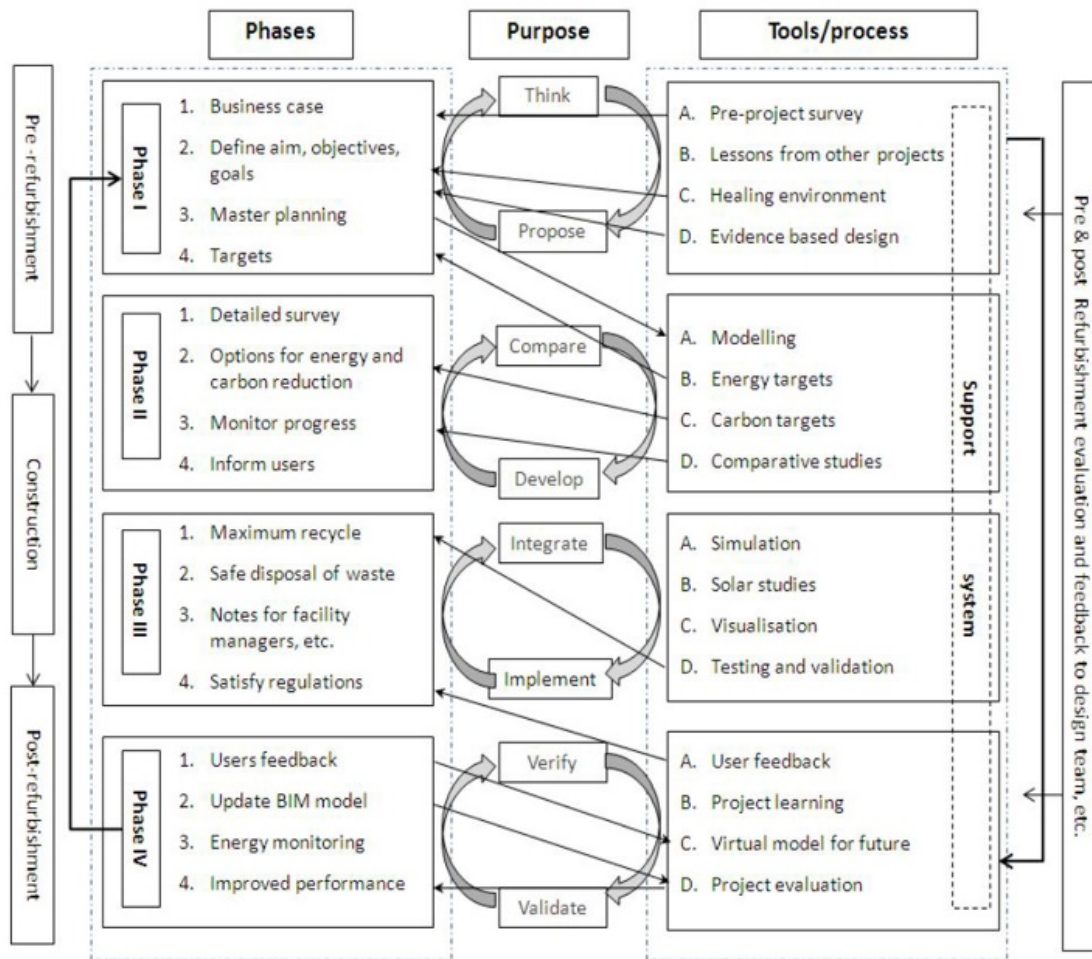 Phases
Purpose
Tools/process
Pre -refurbishment
Construction
Post-refurbishment
Phase I
1. Business case
2. Define aim, objectives,
goals
3. Master planning
4. Targets
Think
Propose
A. Pre-project survey
B. Lessons from other projects
C. Healing environment
D. Evidence based design
Phase II
1. Detailed survey
2. Options for energy and
carbon reduction
3. Monitor progress
4. Inform users
Compare
Develop
A. Modelling
B. Energy targets
C. Carbon targets
D. Comparative studies
Phase III
1. Maximum recycle
2. Safe disposal of waste
3. Notes for facility
managers, etc.
4. Satisfy regulations
Integrate
Implement
A. Simulation
B. Solar studies
C. Visualisation
D. Testing and validation
Phase IV
1. Users feedback
2. Update BIM model
3. Energy monitoring
4. Improved performance
Verify
Validate
A. User feedback
B. Project learning
C. Virtual model for future
D. Project evaluation
Support system
Pre & post Refurbishment evaluation and feedback to design team, etc.